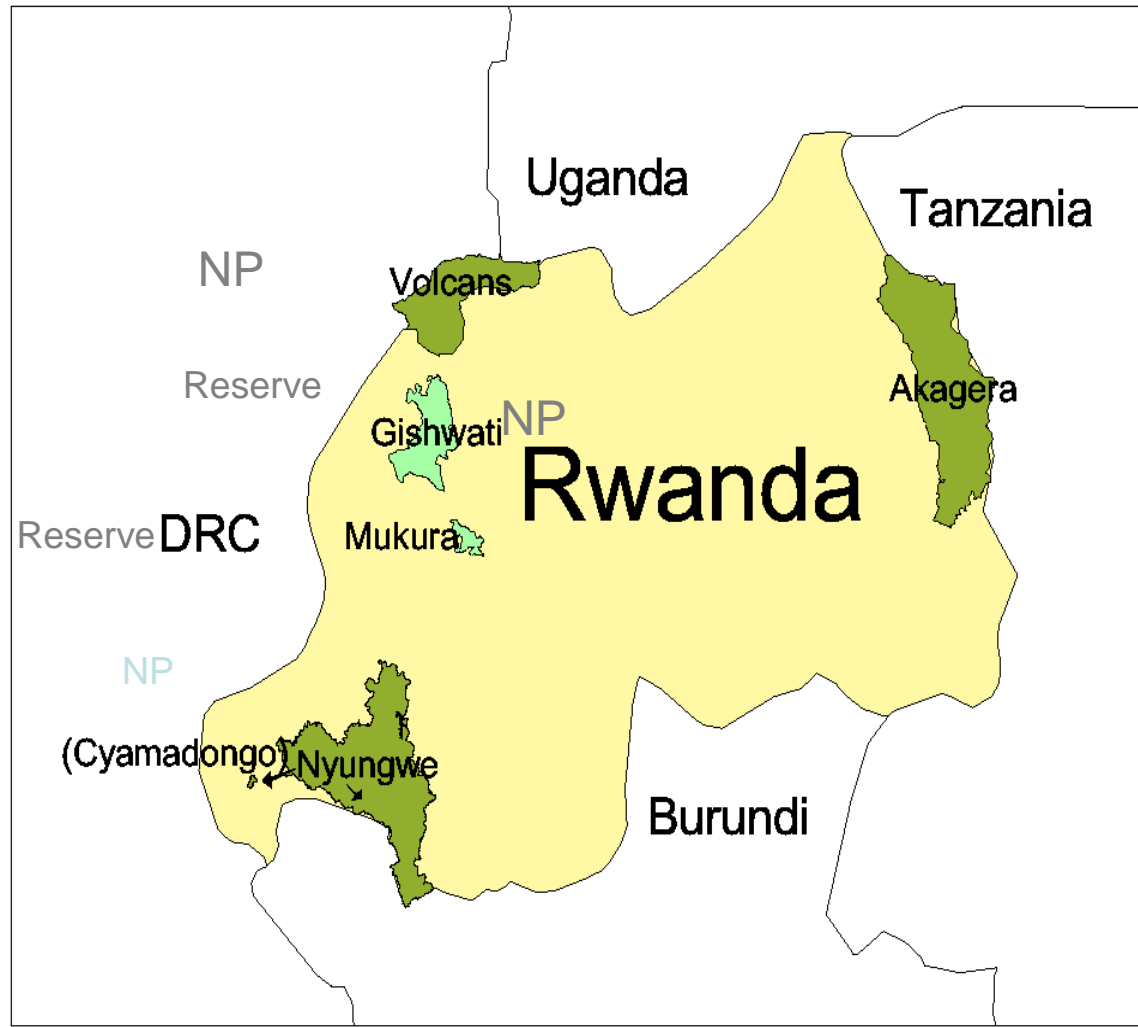 Uganda
Tanzania
NP
Volcans
Reserve
Akagera
NP
Gishwati
Rwanda
Reserve
DRC
Mukura
NP
(Cyamadongo)
Nyungwe
Burundi